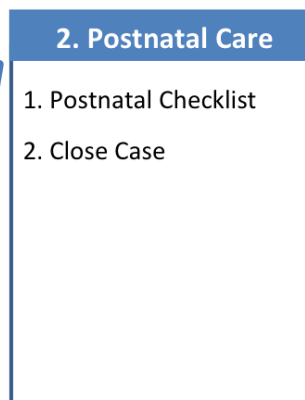 2. Postnatal Care
1. Postnatal Checklist
2. Close Case